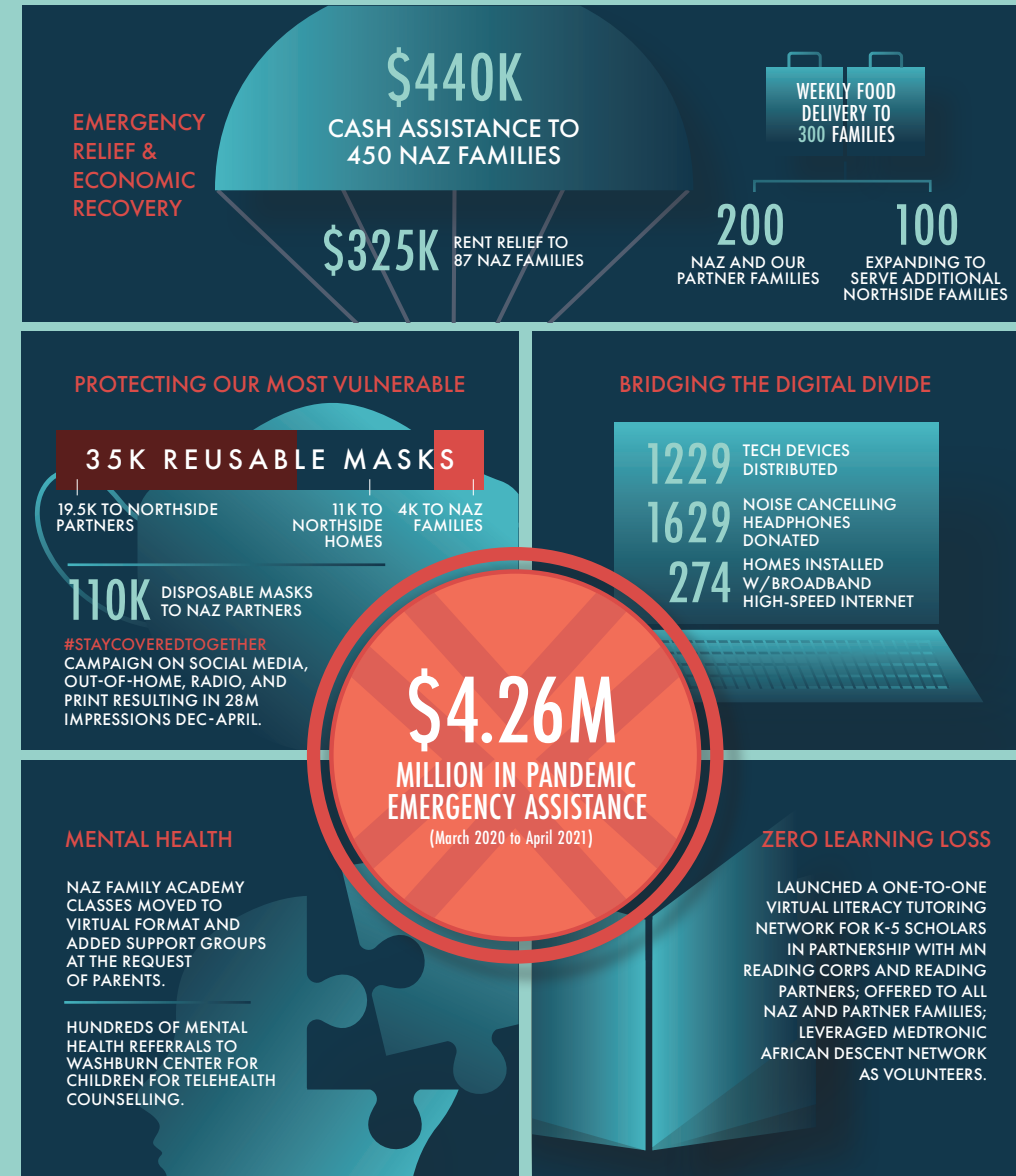 EMERGENCY
RELIEF &
ECONOMIC
RECOVERY
$440K
CASH ASSISTANCE TO
450 NAZ FAMILIES
$325K
RENT RELIEF TO
87 NAZ FAMILIES
WEEKLY FOOD
DELIVERY TO
300 FAMILIES
200
NAZ AND OUR
PARTNER FAMILIES
100
EXPANDING TO
SERVE ADDITIONAL
NORTHSIDE FAMILIES
PROTECTING OUR MOST VULNERABLE
35K REUSABLE MASKS
19.5K TO NORTHSIDE
PARTNERS
11K TO
NORTHSIDE
HOMES
4K TO NAZ
FAMILIES
110K
DISPOSABLE MASKS
TO NAZ PARTNERS
#STAYCOVEREDTOGETHER
CAMPAIGN ON SOCIAL MEDIA,
OUT-OF-HOME, RADIO, AND
PRINT RESULTING IN 28M
IMPRESSIONS DEC-APRIL.
BRIDGING THE DIGITAL DIVIDE
1229
TECH DEVICES
DISTRIBUTED
1629
NOISE CANCELLING
HEADPHONES
DONATED
274
HOMES INSTALLED
W/BROADBAND
HIGH-SPEED INTERNET
$4.26M
MILLION IN PANDEMIC
EMERGENCY ASSISTANCE
(March 2020 to April 2021)
MENTAL HEALTH
NAZ FAMILY ACADEMY
CLASSES MOVED TO
VIRTUAL FORMAT AND
ADDED SUPPORT GROUPS
AT THE REQUEST
OF PARENTS.
HUNDREDS OF MENTAL
HEALTH REFERRALS TO
WASHBURN CENTER FOR
CHILDREN FOR TELEHEALTH
COUNSELLING.
ZERO LEARNING LOSS
LAUNCHED A ONE-TO-ONE
VIRTUAL LITERACY TUTORING
NETWORK FOR K-5 SCHOLARS
IN PARTNERSHIP WITH MN
READING CORPS AND READING
PARTNERS; OFFERED TO ALL
NAZ AND PARTNER FAMILIES;
LEVERAGED MEDTRONIC
AFRICAN DESCENT NETWORK
AS VOLUNTEERS.